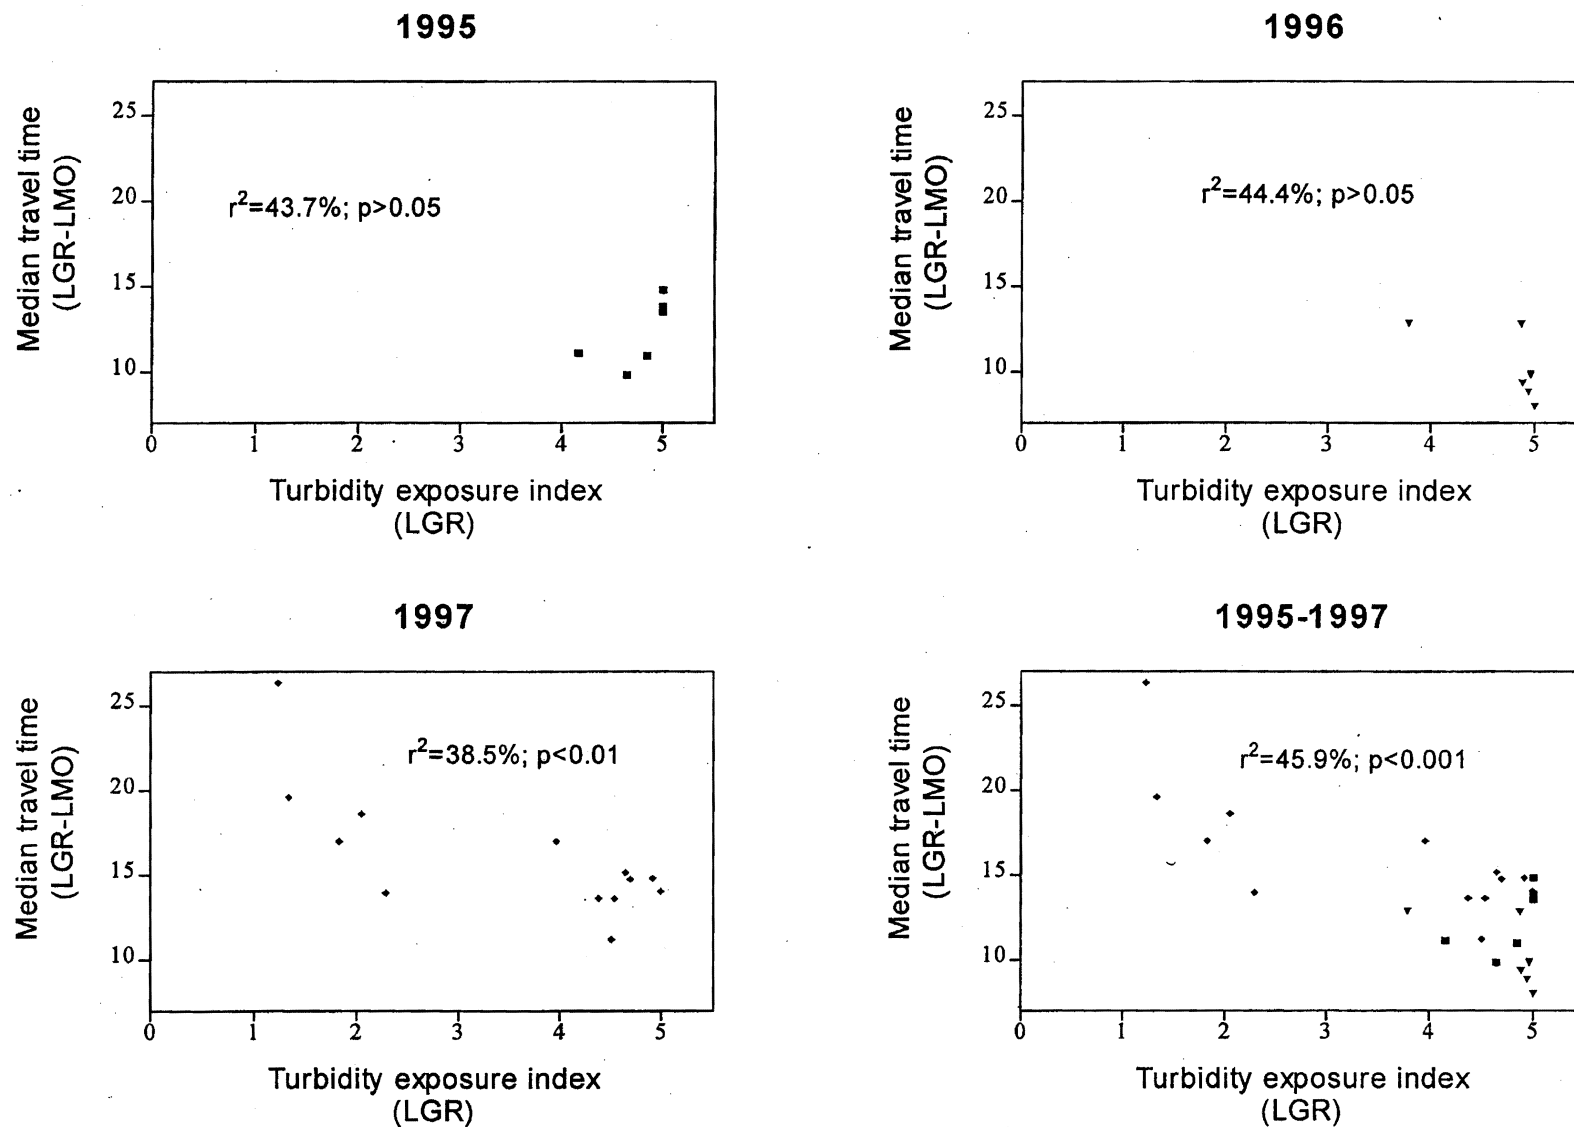 1995
Median travel time
(LGR-LMO)
25
20
15
10
r²=43.7%; p>0.05
0 1 2 3 4 5
Turbidity exposure index
(LGR)
1996
Median travel time
(LGR-LMO)
25
20
15
10
r²=44.4%; p>0.05
0 1 2 3 4 5
Turbidity exposure index
(LGR)
1997
Median travel time
(LGR-LMO)
25
20
15
10
r²=38.5%; p<0.01
0 1 2 3 4 5
Turbidity exposure index
(LGR)
1995-1997
Median travel time
(LGR-LMO)
25
20
15
10
r²=45.9%; p<0.001
0 1 2 3 4 5
Turbidity exposure index
(LGR)